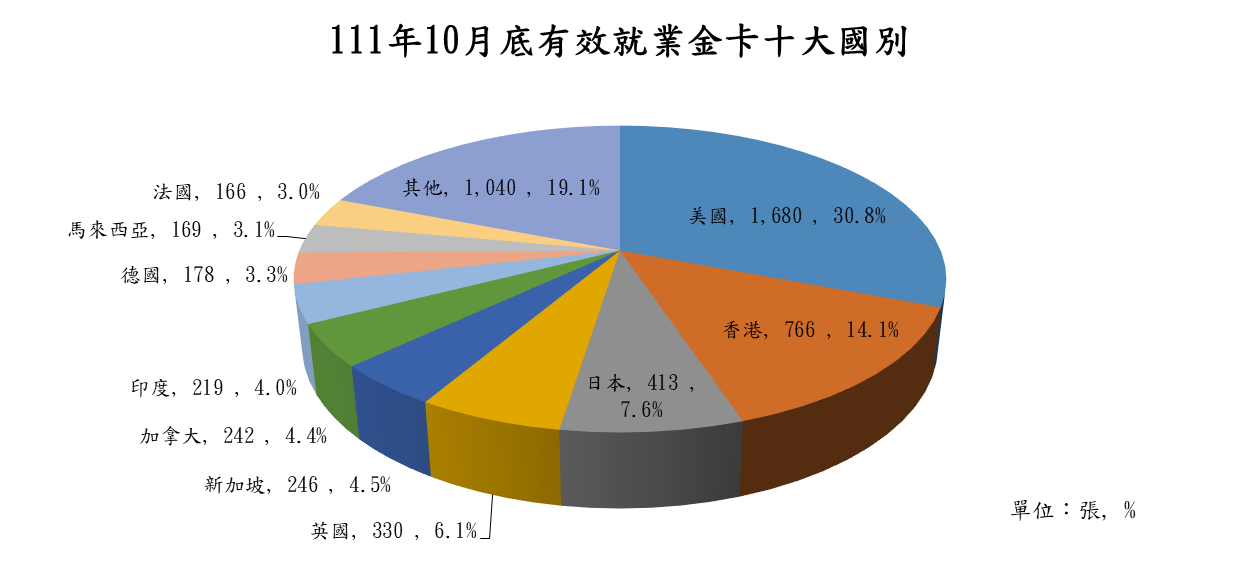 111年10月底有效就業金卡十大國別
法國, 166 , 3.0%
其他, 1,040 , 19.1%
美國, 1,680 , 30.8%
馬來西亞, 169 , 3.1%
德國, 178 , 3.3%
香港, 766 , 14.1%
印度, 219 , 4.0%
日本, 413 ,
7.6%
加拿大, 242 , 4.4%
新加坡, 246 , 4.5%
英國, 330 , 6.1%
單位：張, %